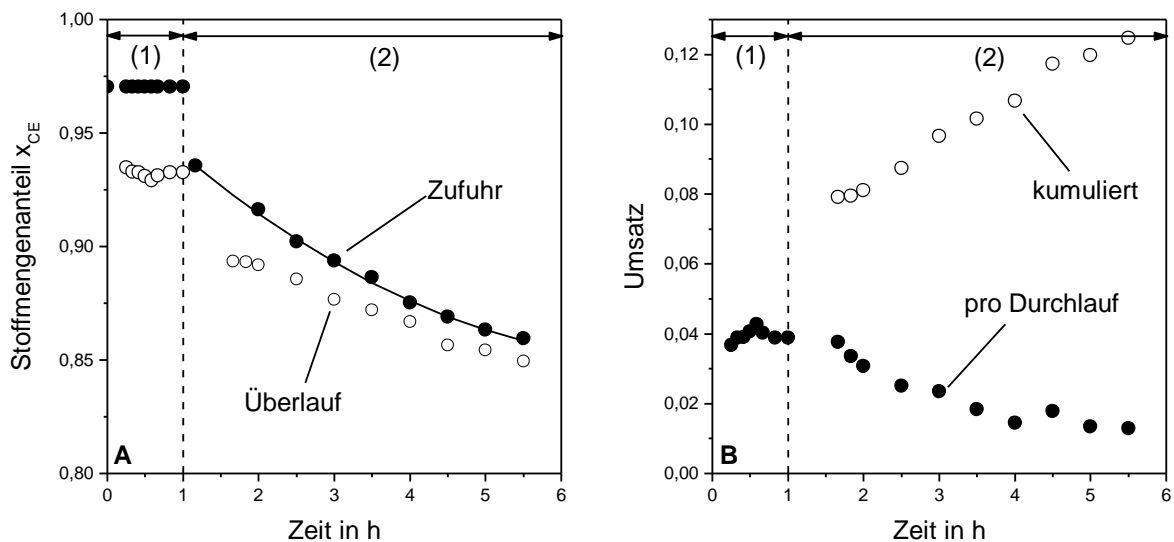 1,00
0,95
0,90
0,85
0,80
Stoffmengenanteil x_CE
(1)
(2)
Zufuhr
Überlauf
A
0 1 2 3 4 5 6
Zeit in h
0,12
0,10
0,08
0,06
0,04
0,02
0,00
Umsatz
(1)
(2)
kumuliert
pro Durchlauf
B
0 1 2 3 4 5 6
Zeit in h